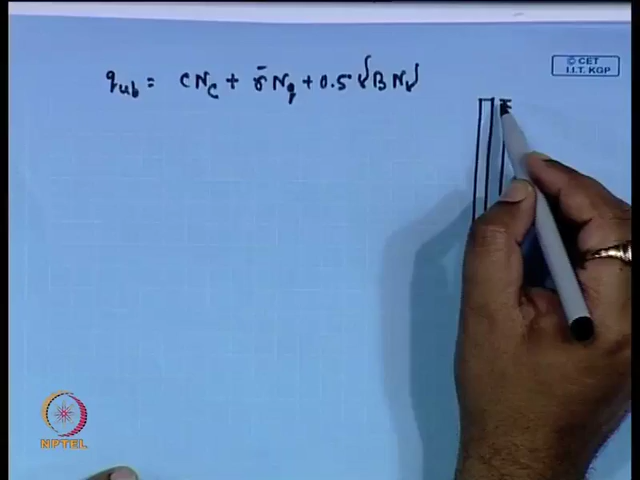 q_ub = CN_c + σ̄ N_q + 0.5 γ B N_γ
© CET
I.I.T. KGP
NPTEL